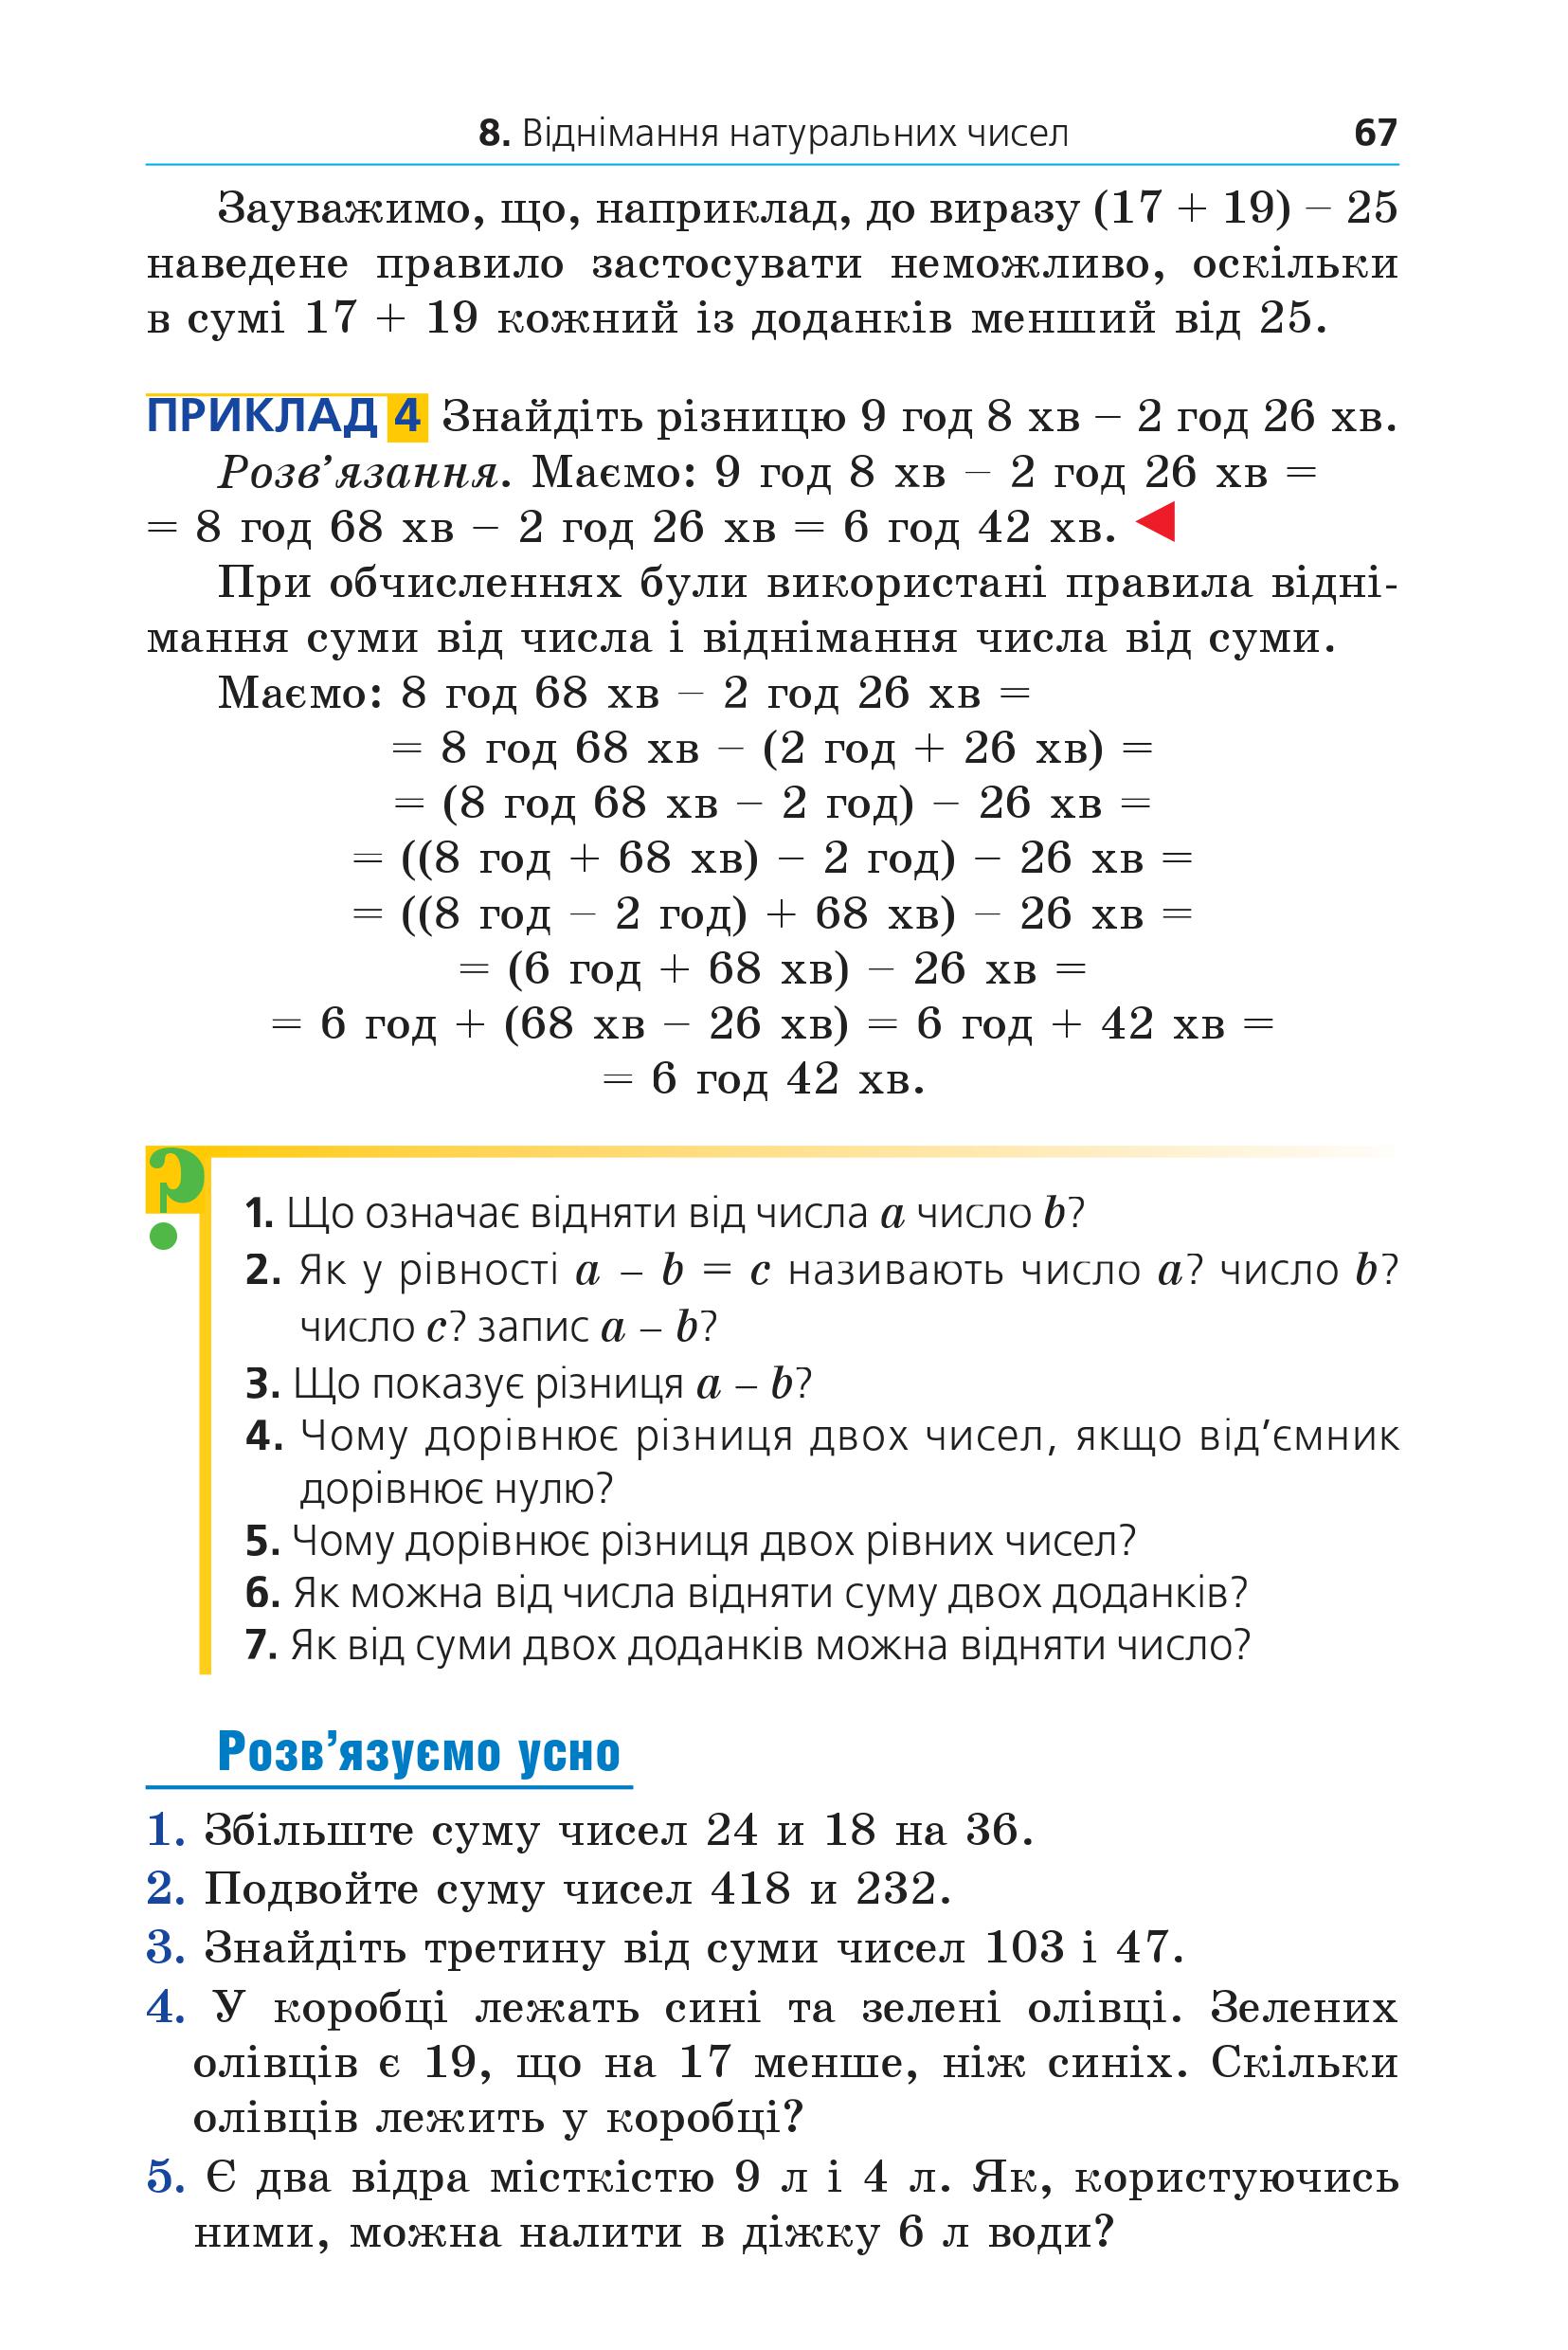 8. Віднімання натуральних чисел 67
Зауважимо, що, наприклад, до виразу (17 + 19) – 25
наведене правило застосувати неможливо, оскільки
в сумі 17 + 19 кожний із доданків менший від 25.
ПРИКЛАД 4 Знайдіть різницю 9 год 8 хв – 2 год 26 хв.
Розв’язання. Маємо: 9 год 8 хв – 2 год 26 хв =
= 8 год 68 хв – 2 год 26 хв = 6 год 42 хв.
При обчисленнях були використані правила відні-
мання суми від числа і віднімання числа від суми.
Маємо: 8 год 68 хв – 2 год 26 хв =
= 8 год 68 хв – (2 год + 26 хв) =
= (8 год 68 хв – 2 год) – 26 хв =
= ((8 год + 68 хв) – 2 год) – 26 хв =
= ((8 год – 2 год) + 68 хв) – 26 хв =
= (6 год + 68 хв) – 26 хв =
= 6 год + (68 хв – 26 хв) = 6 год + 42 хв =
= 6 год 42 хв.
?
1. Що означає відняти від числа a число b?
2. Як у рівності a – b = c називають число a? число b?
число c? запис a – b?
3. Що показує різниця a – b?
4. Чому дорівнює різниця двох чисел, якщо від’ємник
дорівнює нулю?
5. Чому дорівнює різниця двох рівних чисел?
6. Як можна від числа відняти суму двох доданків?
7. Як від суми двох доданків можна відняти число?
Розв’язуємо усно
1. Збільште суму чисел 24 и 18 на 36.
2. Подвойте суму чисел 418 и 232.
3. Знайдіть третину від суми чисел 103 і 47.
4. У коробці лежать сині та зелені олівці. Зелених
олівців є 19, що на 17 менше, ніж синіх. Скільки
олівців лежить у коробці?
5. Є два відра місткістю 9 л і 4 л. Як, користуючись
ними, можна налити в діжку 6 л води?